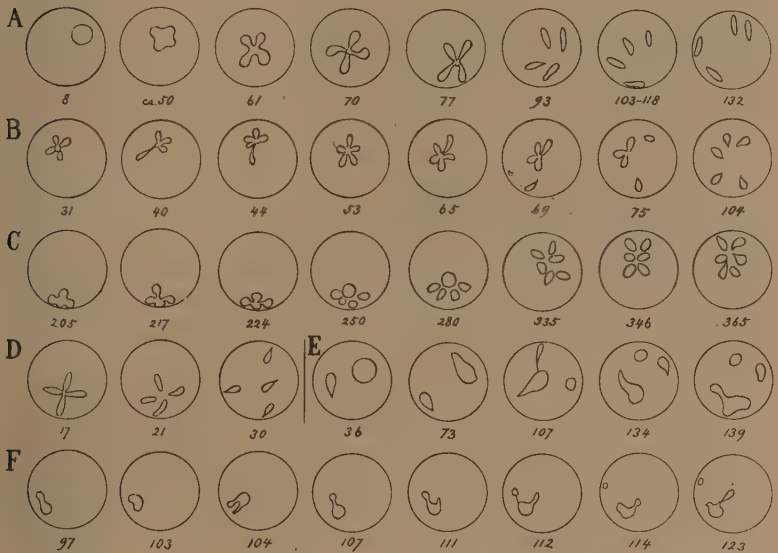 A
8 ca.50 61 70 77 93 103-118 132
B
31 40 44 53 65 69 75 104
C
205 217 224 250 280 335 346 365
D E
17 21 30 36 73 107 134 139
F
97 103 104 107 111 112 114 123